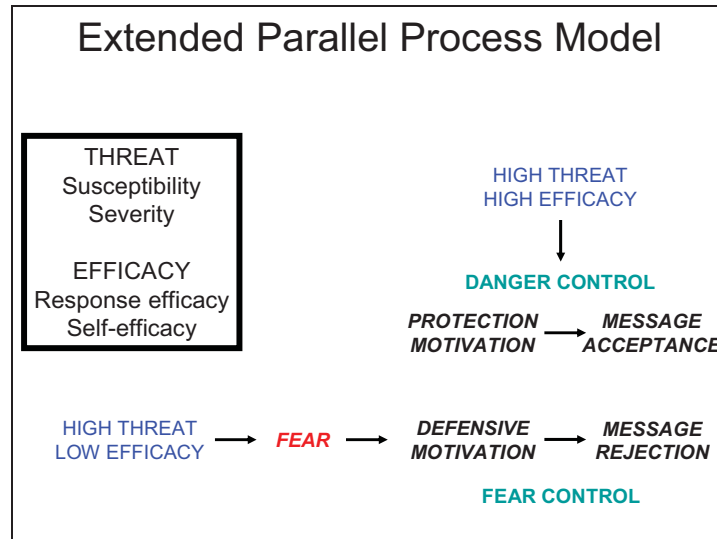 Extended Parallel Process Model
THREAT
Susceptibility
Severity
EFFICACY
Response efficacy
Self-efficacy
HIGH THREAT
HIGH EFFICACY
DANGER CONTROL
PROTECTION
MOTIVATION
MESSAGE
ACCEPTANCE
HIGH THREAT
LOW EFFICACY
FEAR
DEFENSIVE
MOTIVATION
MESSAGE
REJECTION
FEAR CONTROL